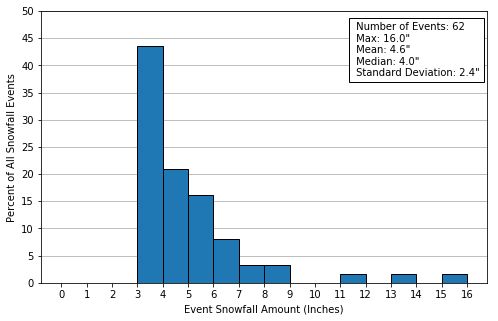 Number of Events: 62
Max: 16.0"
Mean: 4.6"
Median: 4.0"
Standard Deviation: 2.4"
Percent of All Snowfall Events
50
45
40
35
30
25
20
15
10
5
0
0 1 2 3 4 5 6 7 8 9 10 11 12 13 14 15 16
Event Snowfall Amount (Inches)